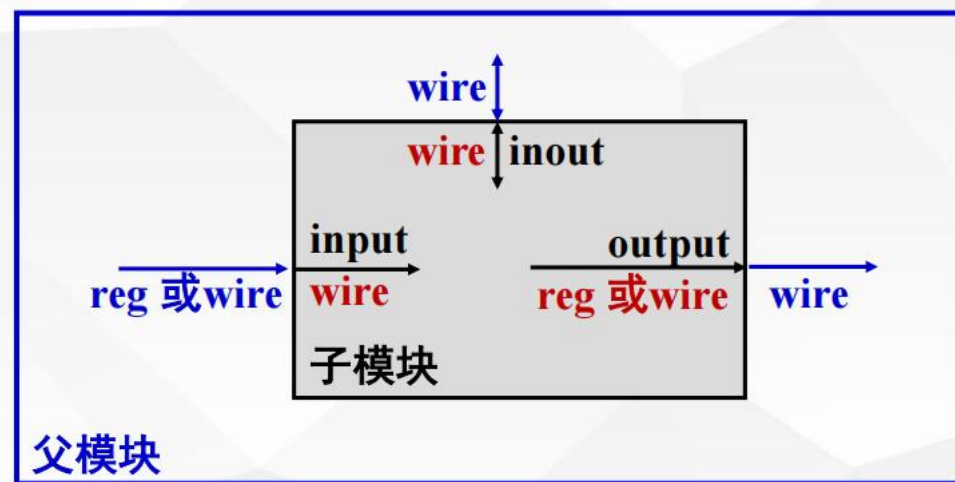 wire
wire inout
input
output
reg 或wire
wire
reg 或wire
wire
子模块
父模块